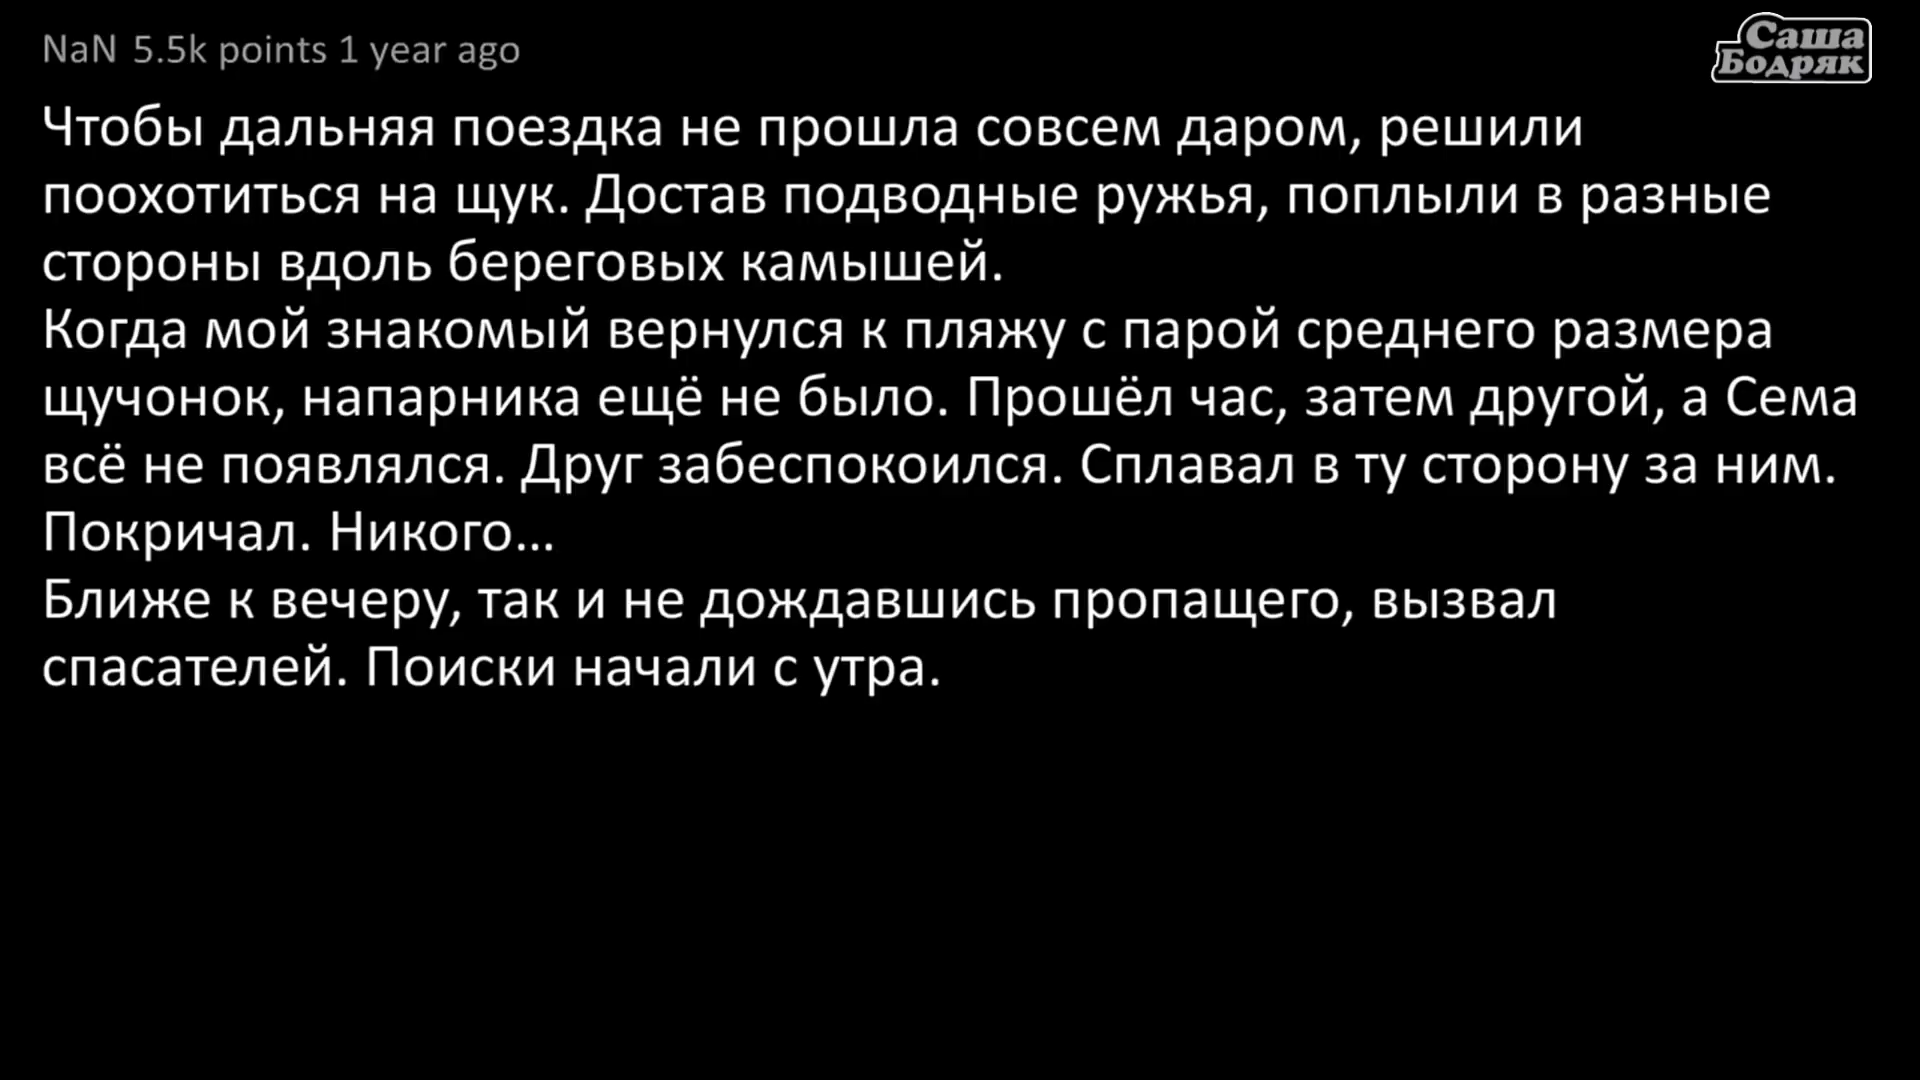 NaN 5.5k points 1 year ago
Саша
Бодряк
Чтобы дальняя поездка не прошла совсем даром, решили
поохотиться на щук. Достав подводные ружья, поплыли в разные
стороны вдоль береговых камышей.
Когда мой знакомый вернулся к пляжу с парой среднего размера
щучонок, напарника ещё не было. Прошёл час, затем другой, а Сема
всё не появлялся. Друг забеспокоился. Сплавал в ту сторону за ним.
Покричал. Никого...
Ближе к вечеру, так и не дождавшись пропащего, вызвал
спасателей. Поиски начали с утра.